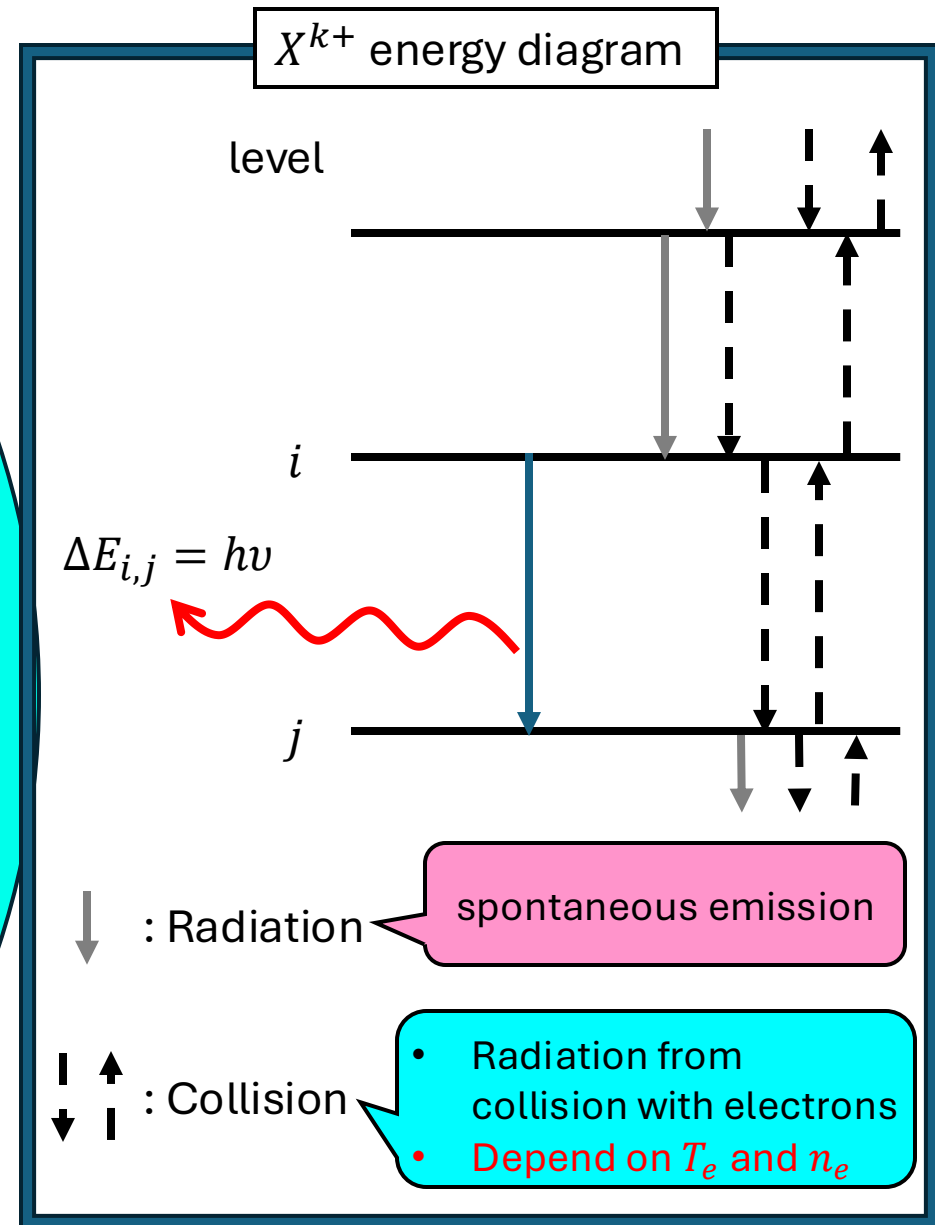 X^{k+} energy diagram
level
i
ΔE_{i,j} = hυ
j
: Radiation
spontaneous emission
: Collision
• Radiation from
collision with electrons
• Depend on T_e and n_e